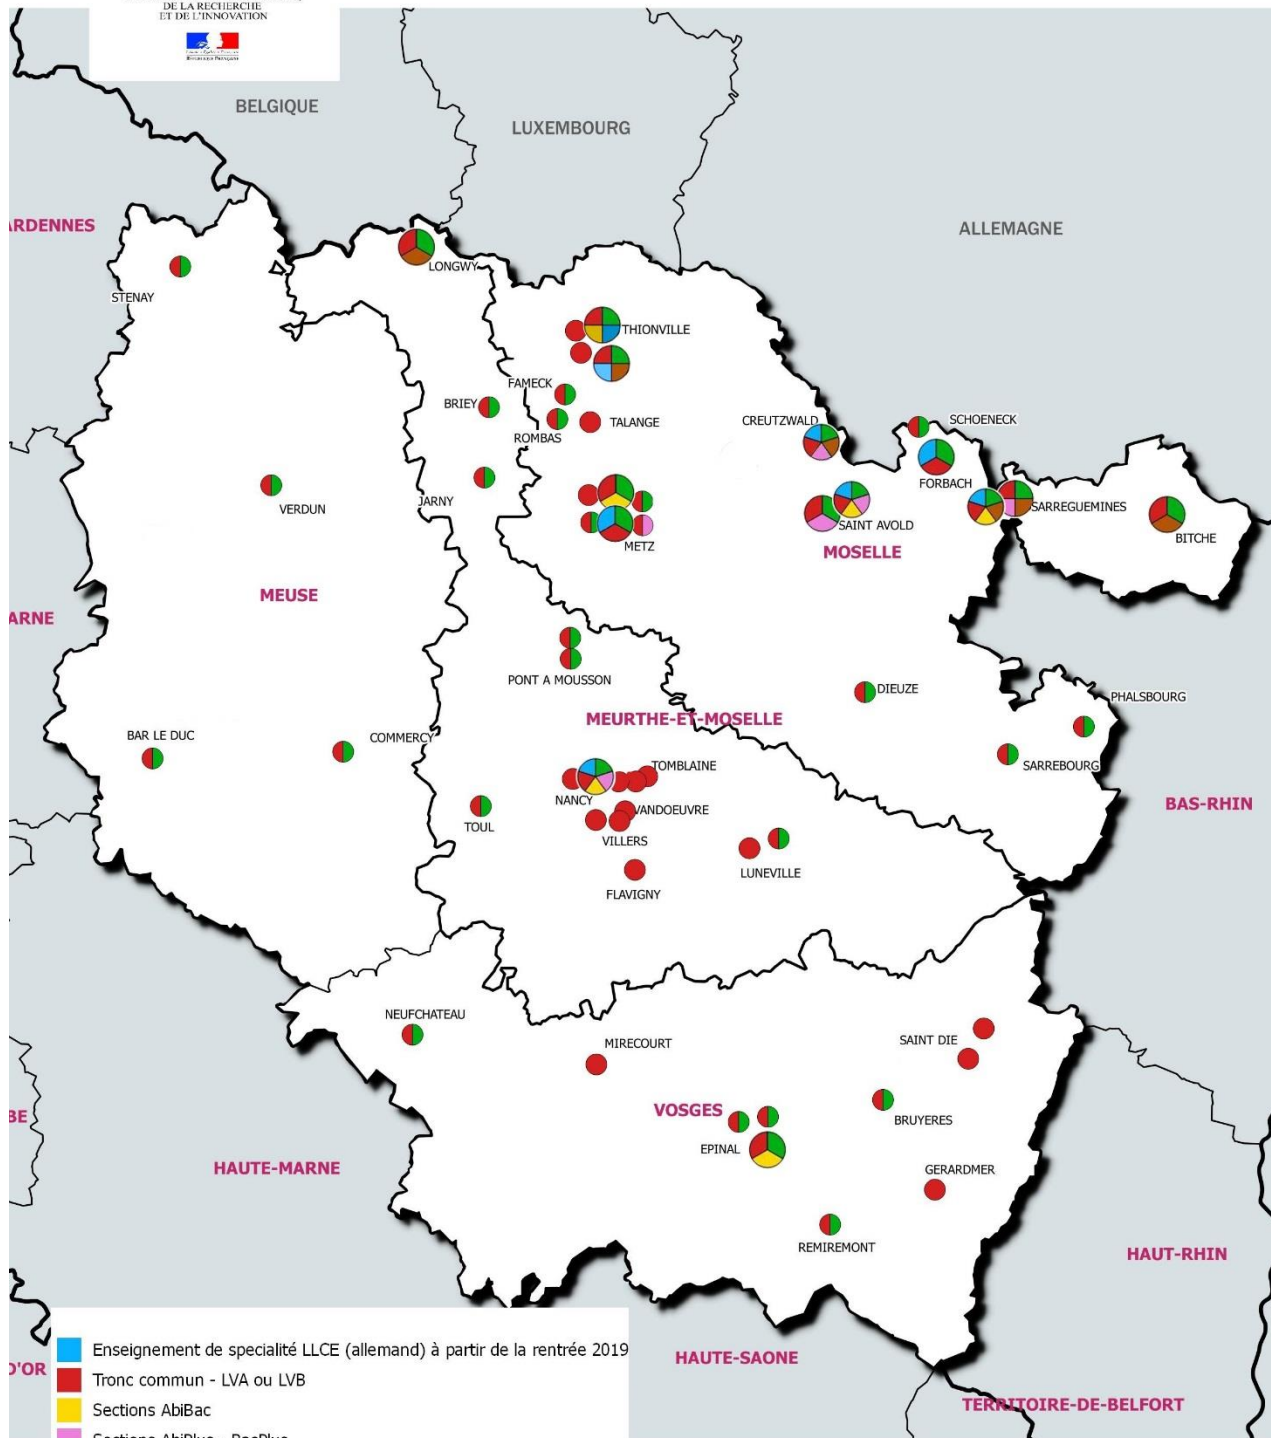 DE LA RECHERCHE
ET DE L'INNOVATION
BELGIQUE
LUXEMBOURG
ARDENNES
ALLEMAGNE
LONGWY
STENAY
THIONVILLE
FAMECK
BRIEY
TALANGE
CREUTZWALD
SCHOENECK
ROMBAS
FORBACH
JARNY
VERDUN
SARREGUEMINES
SAINT AVOLD
BITCHE
METZ
MOSELLE
MEUSE
ARNE
PONT A MOUSSON
DIEUZE
PHALSBOURG
MEURTHE-ET-MOSELLE
BAR LE DUC
COMMERCY
TOMBLAINE
SARREBOURG
NANCY
BAS-RHIN
VANDOEUVRE
TOUL
VILLERS
LUNEVILLE
FLAVIGNY
NEUFCHATEAU
MIRECOURT
SAINT DIE
VOSGES
BE
BRUYERES
EPINAL
HAUTE-MARNE
GERARDMER
REMIREMONT
HAUT-RHIN
Enseignement de specialité LLCE (allemand) à partir de la rentrée 2019
HAUTE-SAONE
D'OR
Tronc commun - LVA ou LVB
TERRITOIRE-DE-BELFORT
Sections AbiBac